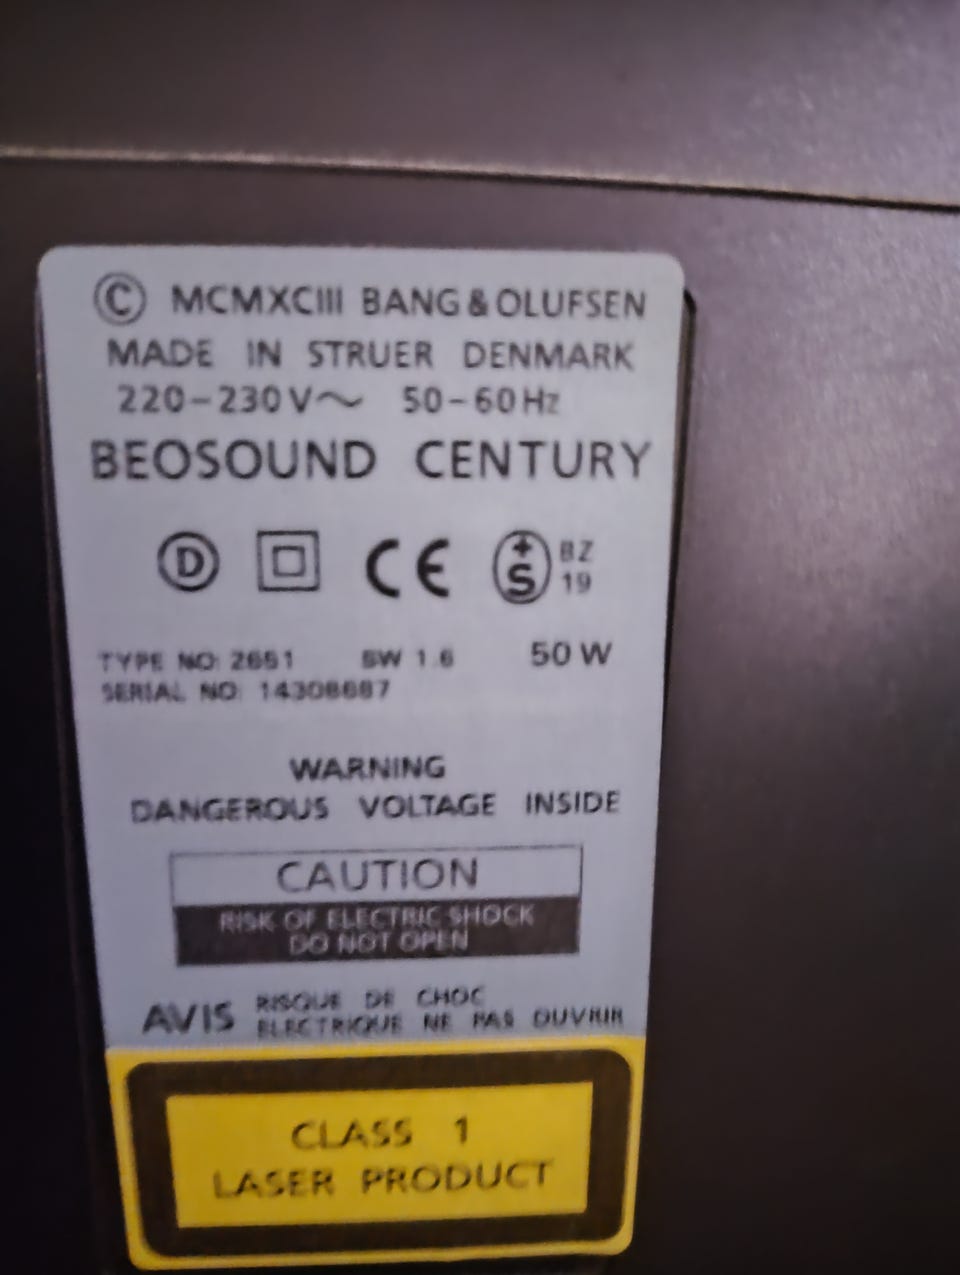 © MCMXCIII BANG & OLUFSEN
MADE IN STRUER DENMARK
220-230V~ 50-60Hz
BEOSOUND CENTURY
D CE +S BZ 19
TYPE NO: 2651 SW 1.6 50W
SERIAL NO:
WARNING
DANGEROUS VOLTAGE INSIDE
CAUTION
RISK OF ELECTRIC SHOCK
DO NOT OPEN
AVIS RISQUE DE CHOC
ELECTRIQUE NE PAS OUVRIR
CLASS 1
LASER PRODUCT